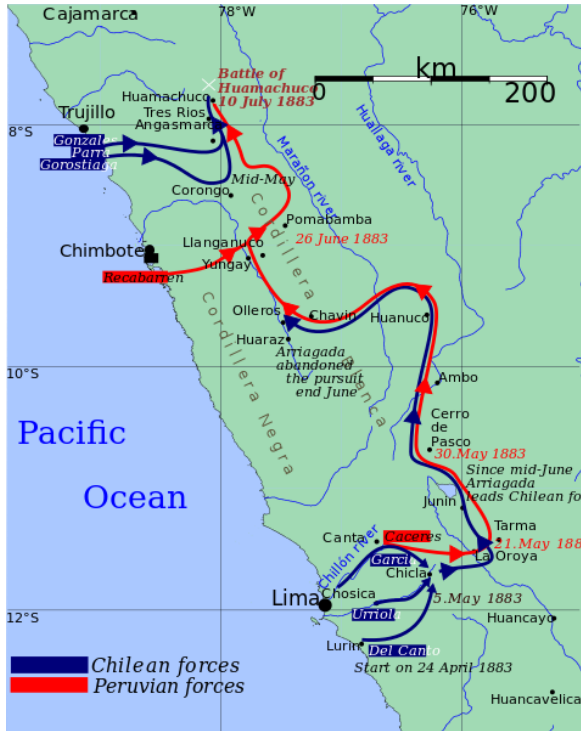 78°W
76°W
Cajamarca
km
0
200
Battle of
Huamachuco
10 July 1883
Huamachuco
Tres Rios
Angasmarc
Trujillo
8°S
Gonzales
Parra
Gorostiaga
Marañon river
Huallaga river
Mid-May
Corongo
Cordillera
Blanca
Pomabamba
26 June 1883
Chimbote
Llanganuco
Yungay
Recabarren
Cordillera Negra
Olleros
Chavin
Huanuco
Huaraz
Arriagada
abandoned
the pursuit
end June
10°S
Ambo
Cerro
de
Pasco
30.May 1883
Pacific
Ocean
Since mid-June
Arriagada
leads Chilean fo
Junin
Tarma
21.May 188
La Oroya
Canta
Caceres
Chillón river
Garcia
Chicla
Chosica
5.May 1883
Lima
12°S
Urriola
Huancayo
Lurin
Del Canto
Start on 24 April 1883
Chilean forces
Peruvian forces
Huancavelica